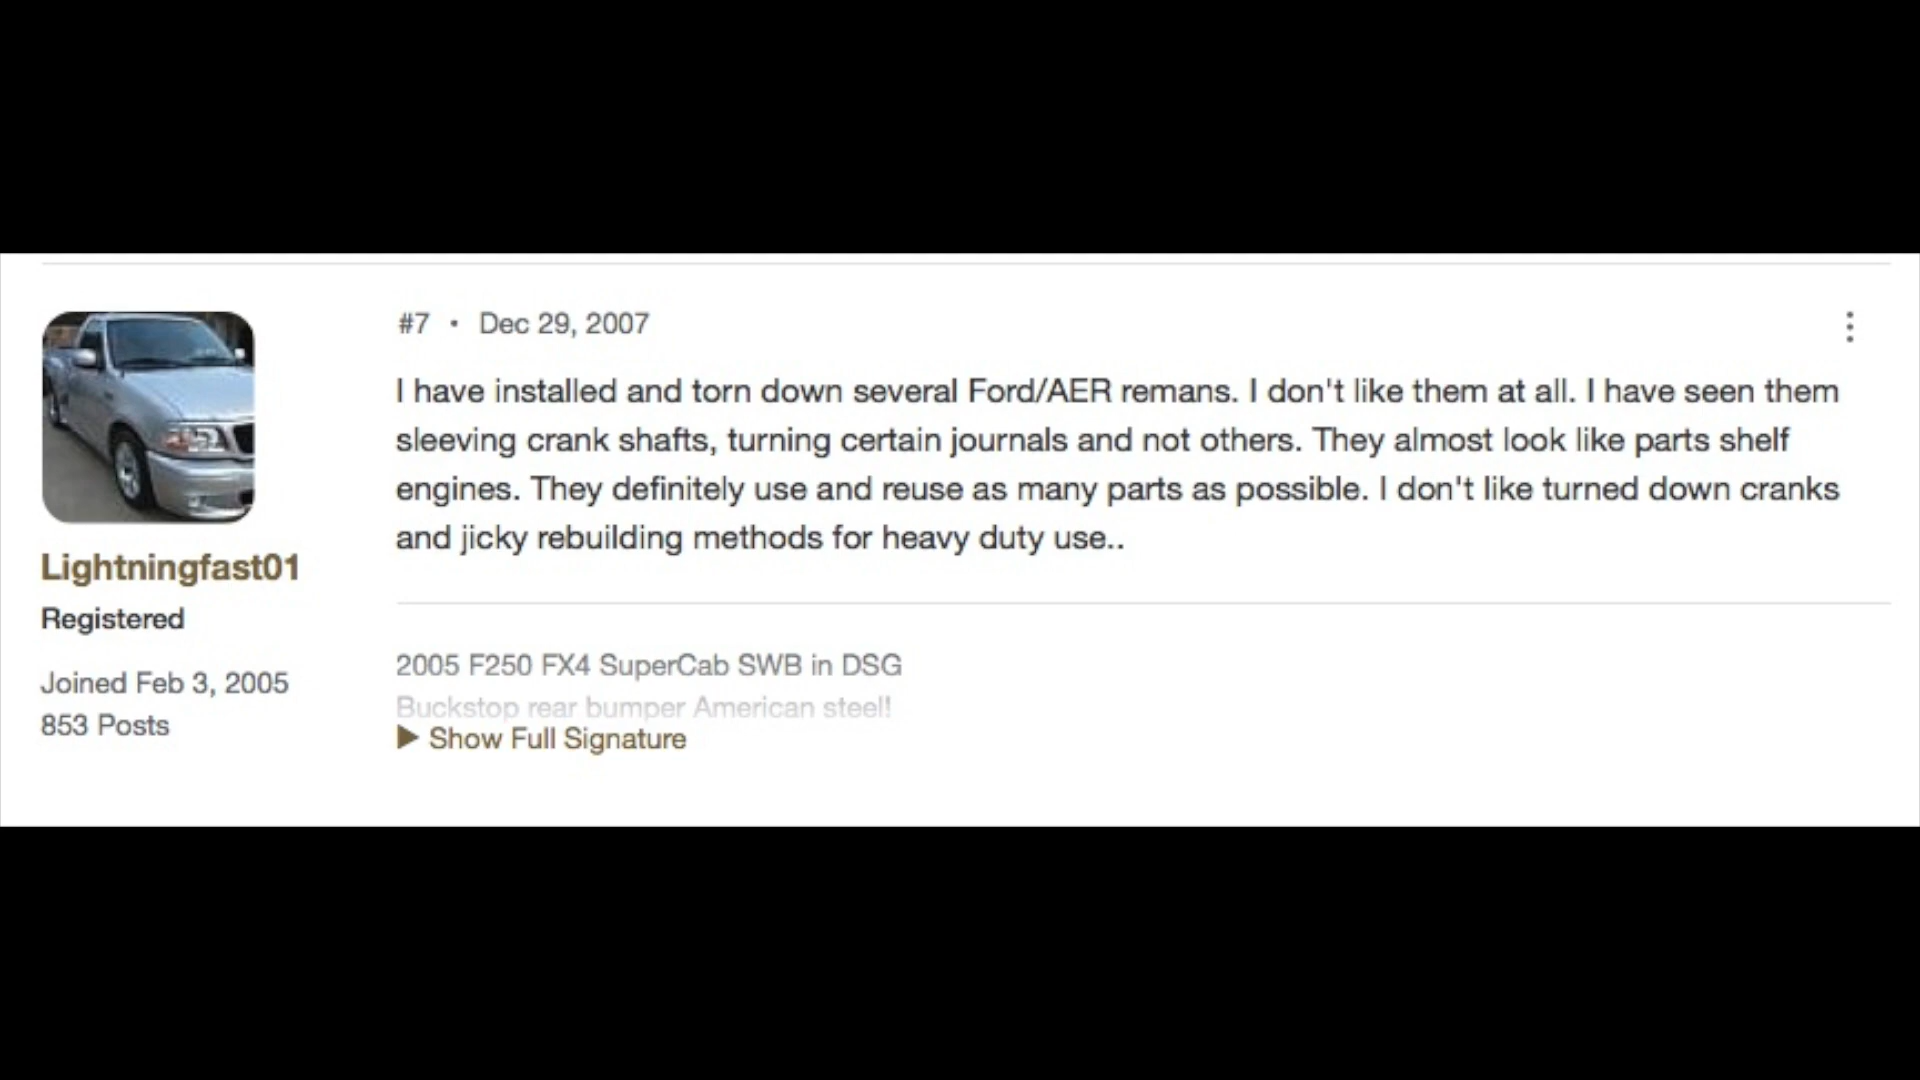 #7 • Dec 29, 2007
I have installed and torn down several Ford/AER remans. I don't like them at all. I have seen them
sleeving crank shafts, turning certain journals and not others. They almost look like parts shelf
engines. They definitely use and reuse as many parts as possible. I don't like turned down cranks
and jicky rebuilding methods for heavy duty use..
Lightningfast01
Registered
Joined Feb 3, 2005
853 Posts
2005 F250 FX4 SuperCab SWB in DSG
Buckstop rear bumper American steel!
Show Full Signature